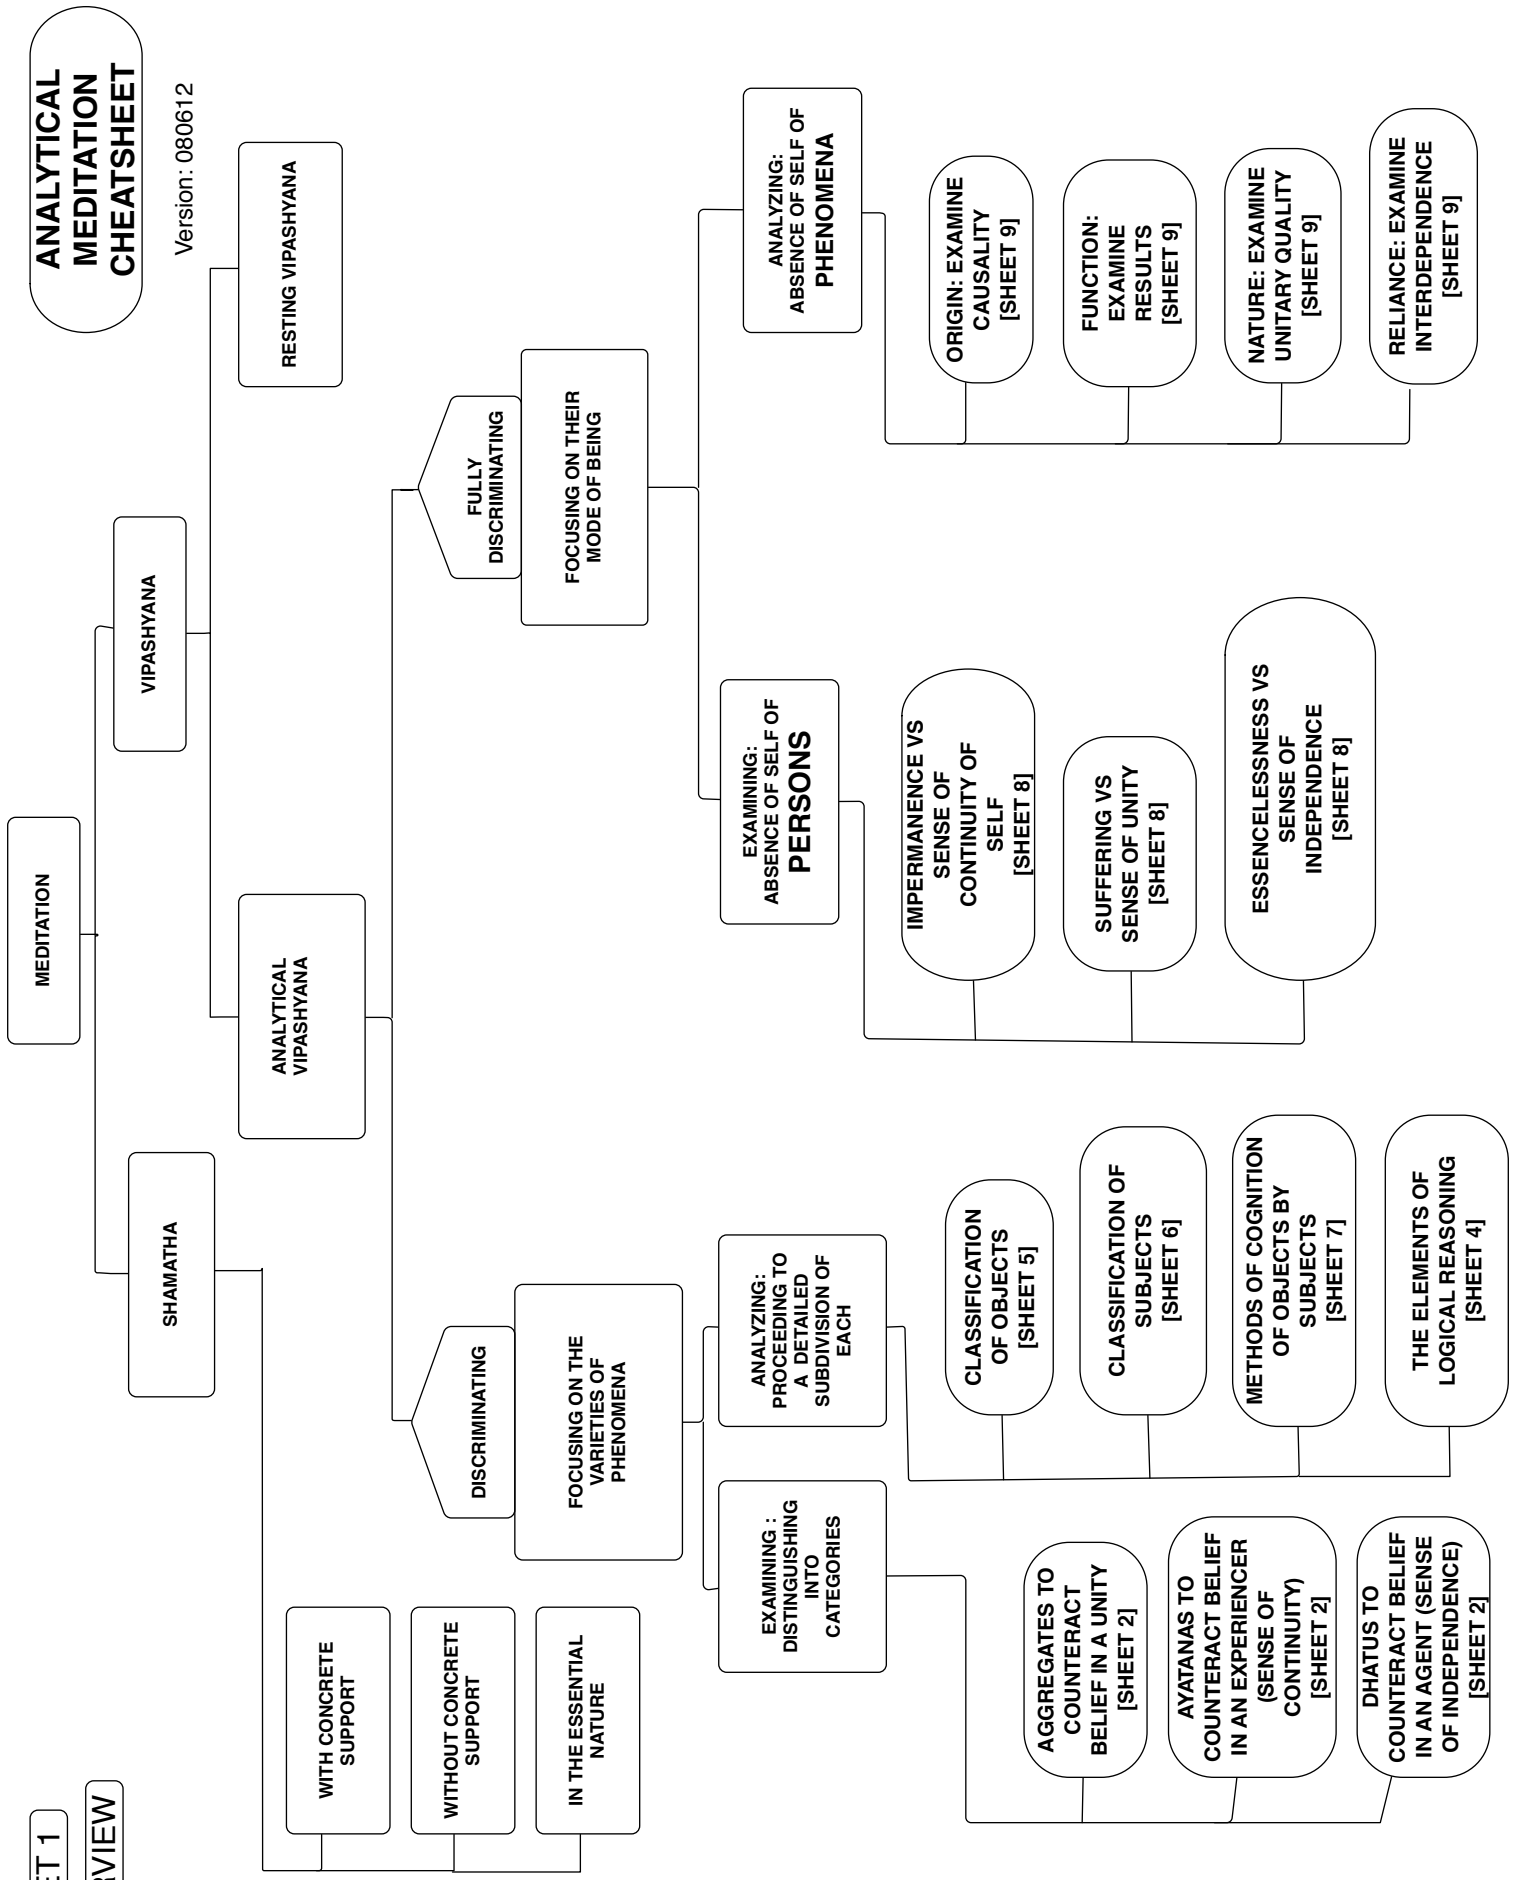 ET 1
RVIEW
ANALYTICAL
MEDITATION
CHEATSHEET
Version: 080612
MEDITATION
SHAMATHA
VIPASHYANA
WITH CONCRETE
SUPPORT
WITHOUT CONCRETE
SUPPORT
IN THE ESSENTIAL
NATURE
ANALYTICAL
VIPASHYANA
RESTING VIPASHYANA
DISCRIMINATING
FOCUSING ON THE
VARIETIES OF
PHENOMENA
FULLY
DISCRIMINATING
FOCUSING ON THEIR
MODE OF BEING
EXAMINING :
DISTINGUISHING
INTO
CATEGORIES
AGGREGATES TO
COUNTERACT
BELIEF IN A UNITY
[SHEET 2]
AYATANAS TO
COUNTERACT BELIEF
IN AN EXPERIENCER
(SENSE OF
CONTINUITY)
[SHEET 2]
DHATUS TO
COUNTERACT BELIEF
IN AN AGENT (SENSE
OF INDEPENDENCE)
[SHEET 2]
ANALYZING:
PROCEEDING TO
A DETAILED
SUBDIVISION OF
EACH
CLASSIFICATION
OF OBJECTS
[SHEET 5]
CLASSIFICATION OF
SUBJECTS
[SHEET 6]
METHODS OF COGNITION
OF OBJECTS BY
SUBJECTS
[SHEET 7]
THE ELEMENTS OF
LOGICAL REASONING
[SHEET 4]
EXAMINING:
ABSENCE OF SELF OF
PERSONS
IMPERMANENCE VS
SENSE OF
CONTINUITY OF
SELF
[SHEET 8]
SUFFERING VS
SENSE OF UNITY
[SHEET 8]
ESSENCELESSNESS VS
SENSE OF
INDEPENDENCE
[SHEET 8]
ANALYZING:
ABSENCE OF SELF OF
PHENOMENA
ORIGIN: EXAMINE
CAUSALITY
[SHEET 9]
FUNCTION:
EXAMINE
RESULTS
[SHEET 9]
NATURE: EXAMINE
UNITARY QUALITY
[SHEET 9]
RELIANCE: EXAMINE
INTERDEPENDENCE
[SHEET 9]